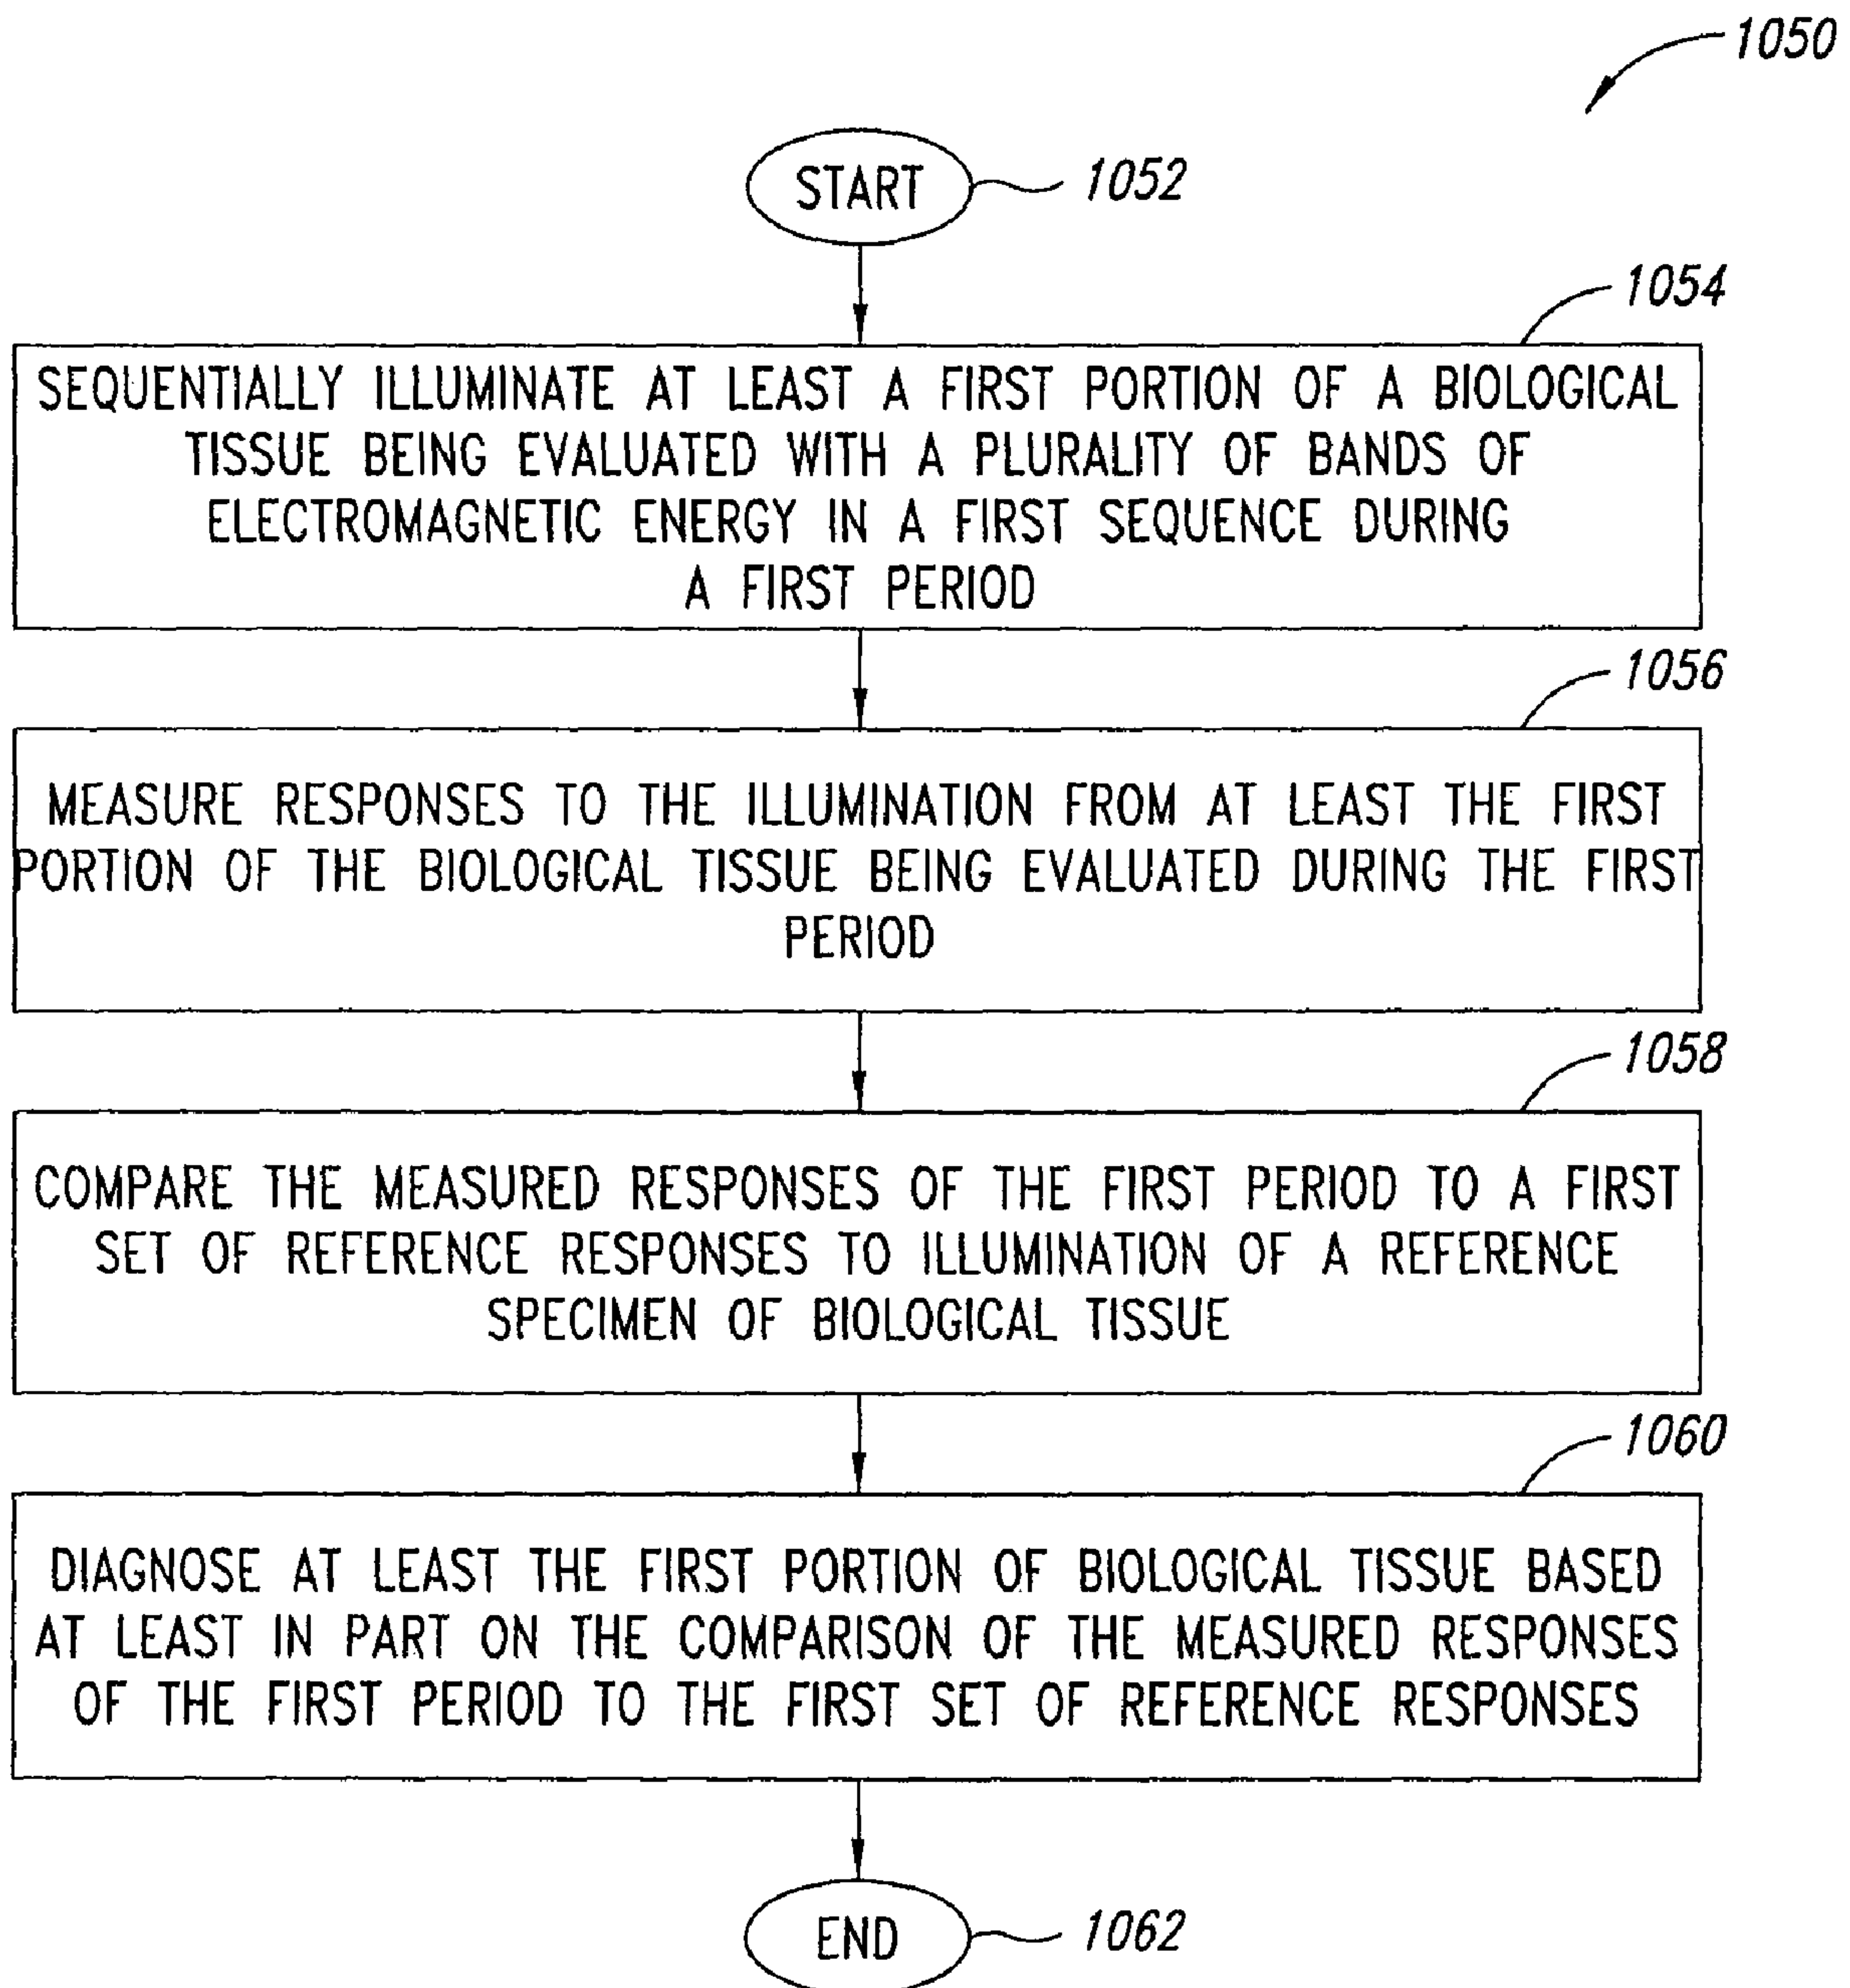 1050
START
1052
1054
SEQUENTIALLY ILLUMINATE AT LEAST A FIRST PORTION OF A BIOLOGICAL
TISSUE BEING EVALUATED WITH A PLURALITY OF BANDS OF
ELECTROMAGNETIC ENERGY IN A FIRST SEQUENCE DURING
A FIRST PERIOD
1056
MEASURE RESPONSES TO THE ILLUMINATION FROM AT LEAST THE FIRST
PORTION OF THE BIOLOGICAL TISSUE BEING EVALUATED DURING THE FIRST
PERIOD
1058
COMPARE THE MEASURED RESPONSES OF THE FIRST PERIOD TO A FIRST
SET OF REFERENCE RESPONSES TO ILLUMINATION OF A REFERENCE
SPECIMEN OF BIOLOGICAL TISSUE
1060
DIAGNOSE AT LEAST THE FIRST PORTION OF BIOLOGICAL TISSUE BASED
AT LEAST IN PART ON THE COMPARISON OF THE MEASURED RESPONSES
OF THE FIRST PERIOD TO THE FIRST SET OF REFERENCE RESPONSES
END
1062